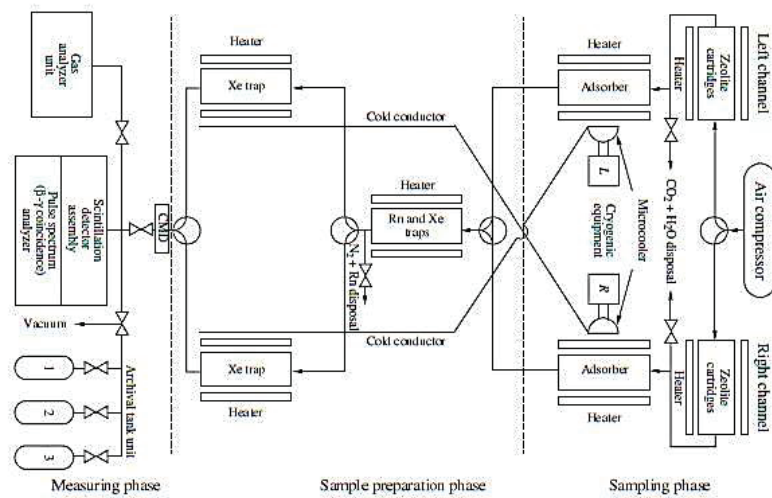 Gas
analyzer
unit
Heater
Xe trap
Heater
Adsorber
Heater
Zeolite
cartridges
Left channel
Cold conductor
L
Microcooler
Cryogenic
equipment
R
CO2 + H2O disposal
Air compressor
Scintillation
detector
assembly
Pulse spectrum
(β-γ coincidence)
analyzer
CMD
Heater
Rn and Xe
traps
N2 + Rn disposal
Vacuum
Cold conductor
1
2
3
Archival tank
unit
Xe trap
Heater
Adsorber
Heater
Heater
Zeolite
cartridges
Right channel
Measuring phase
Sample preparation phase
Sampling phase